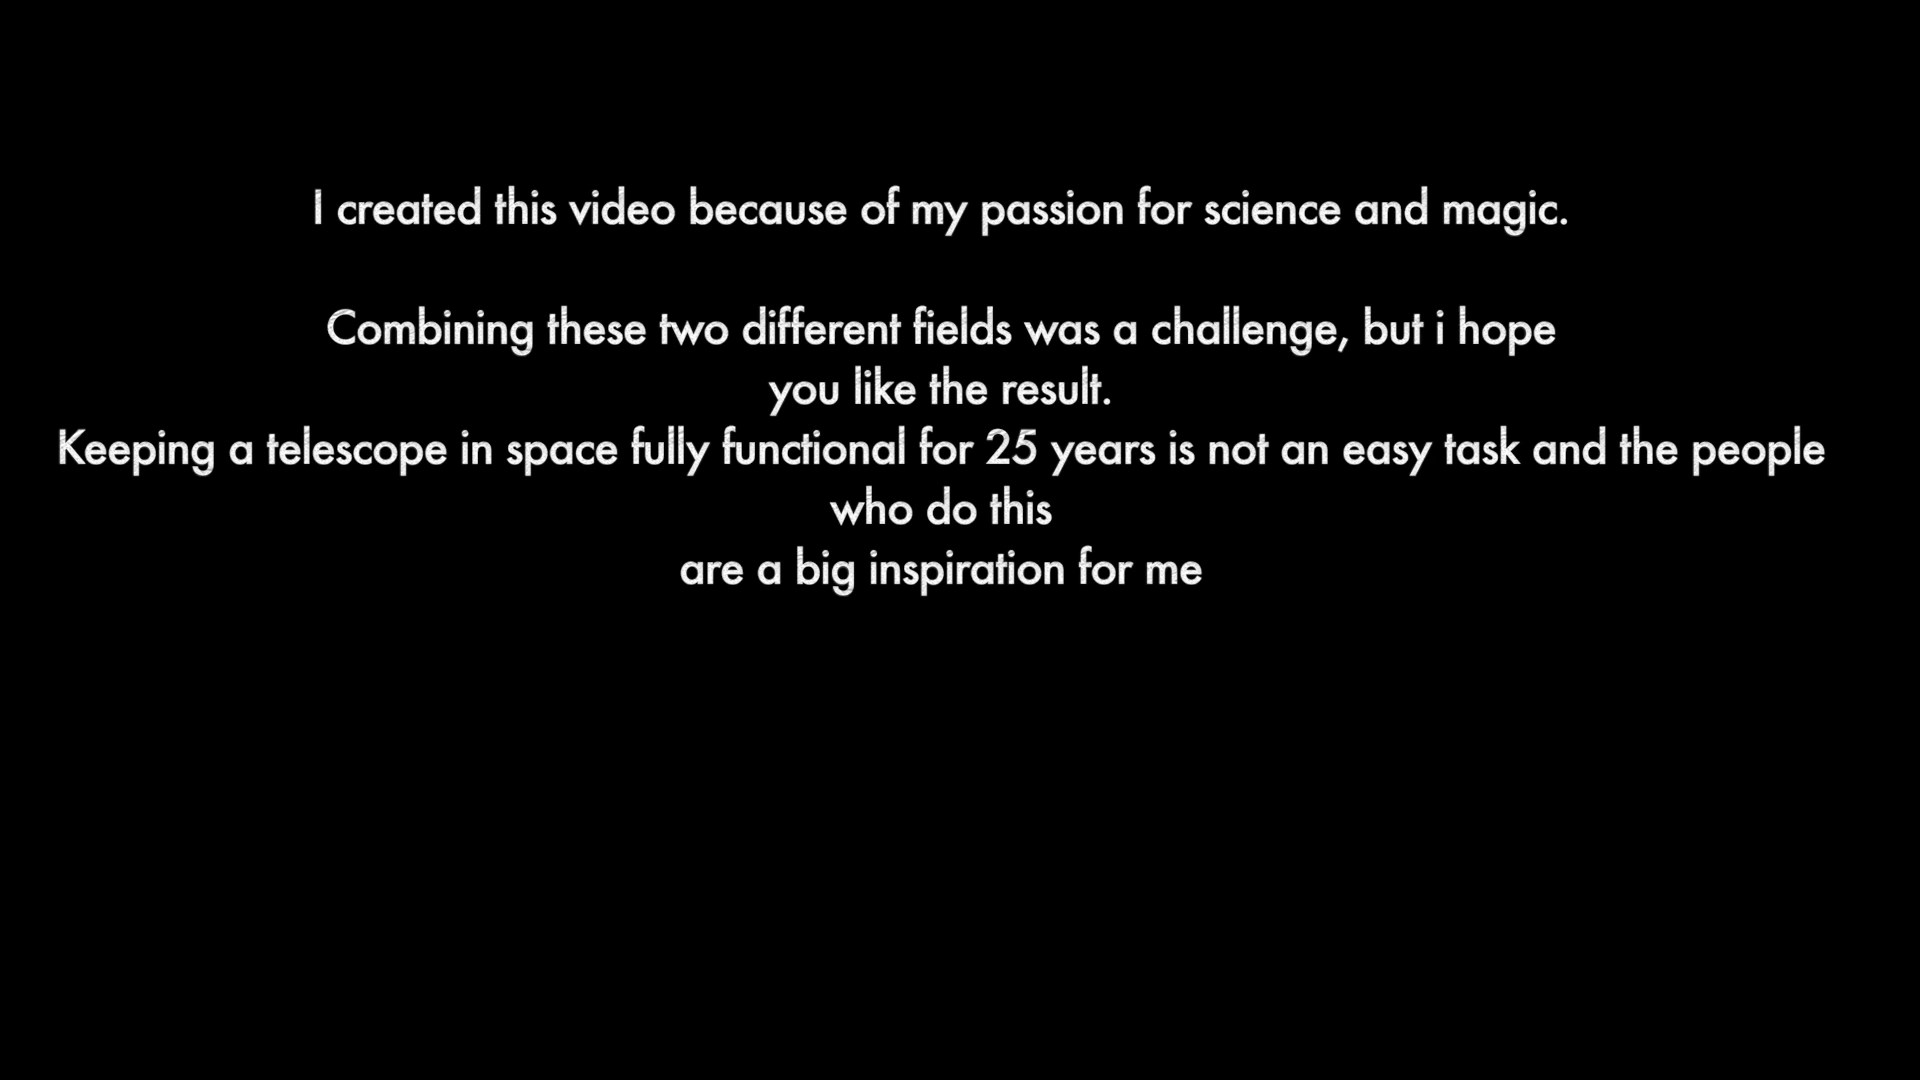 I created this video because of my passion for science and magic.
Combining these two different fields was a challenge, but i hope
you like the result.
Keeping a telescope in space fully functional for 25 years is not an easy task and the people
who do this
are a big inspiration for me